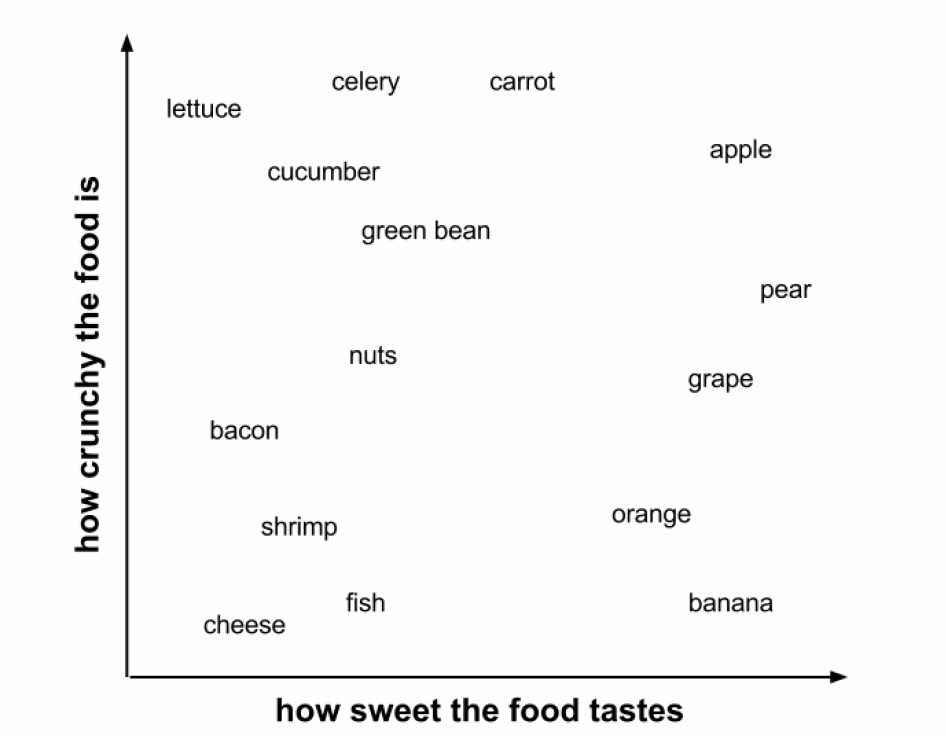 celery
carrot
lettuce
apple
cucumber
green bean
pear
nuts
grape
bacon
orange
shrimp
fish
banana
cheese
how crunchy the food is
how sweet the food tastes